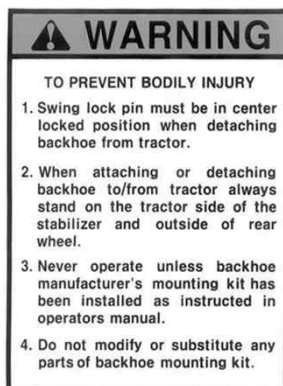 WARNING
TO PREVENT BODILY INJURY
1. Swing lock pin must be in center
locked position when detaching
backhoe from tractor.
2. When attaching or detaching
backhoe to/from tractor always
stand on the tractor side of the
stabilizer and outside of rear
wheel.
3. Never operate unless backhoe
manufacturer's mounting kit has
been installed as instructed in
operators manual.
4. Do not modify or substitute any
parts of backhoe mounting kit.